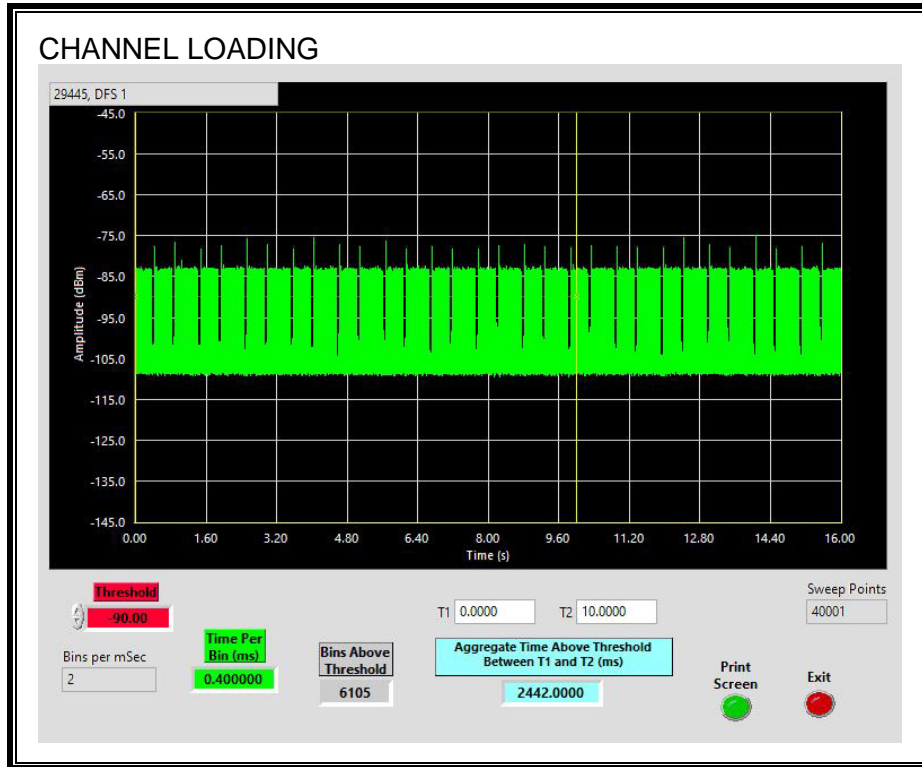 CHANNEL LOADING
29445, DFS 1
Amplitude (dBm)
-45.0
-55.0
-65.0
-75.0
-85.0
-95.0
-105.0
-115.0
-125.0
-135.0
-145.0
0.00 1.60 3.20 4.80 6.40 8.00 9.60 11.20 12.80 14.40 16.00
Time (s)
Threshold
-90.00
Bins per mSec
2
Time Per
Bin (ms)
0.400000
Bins Above
Threshold
6105
T1 0.0000 T2 10.0000
Aggregate Time Above Threshold
Between T1 and T2 (ms)
2442.0000
Sweep Points
40001
Print
Screen
Exit